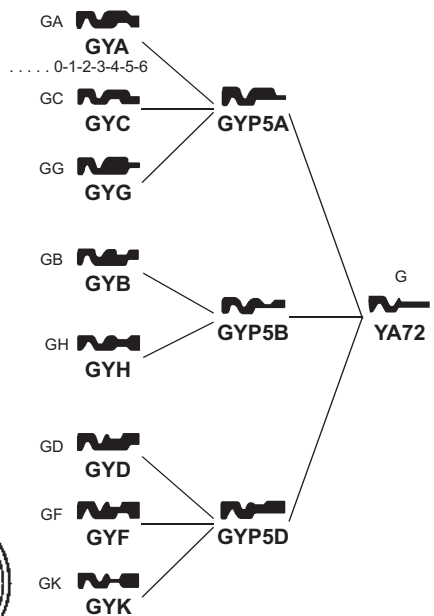 GA
GYA
. . . . . 0-1-2-3-4-5-6
GC
GYC
GYP5A
GG
GYG
GB
GYB
G
GYP5B
YA72
GH
GYH
GD
GYD
GF
GYF
GYP5D
GK
GYK